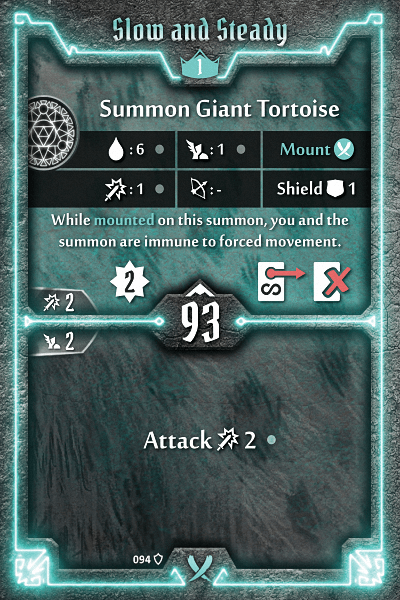 Slow and Steady
1
Summon Giant Tortoise
: 6 : 1 Mount
: 1 : - Shield 1
While mounted on this summon, you and the
summon are immune to forced movement.
2
2
93
2
Attack 2
094